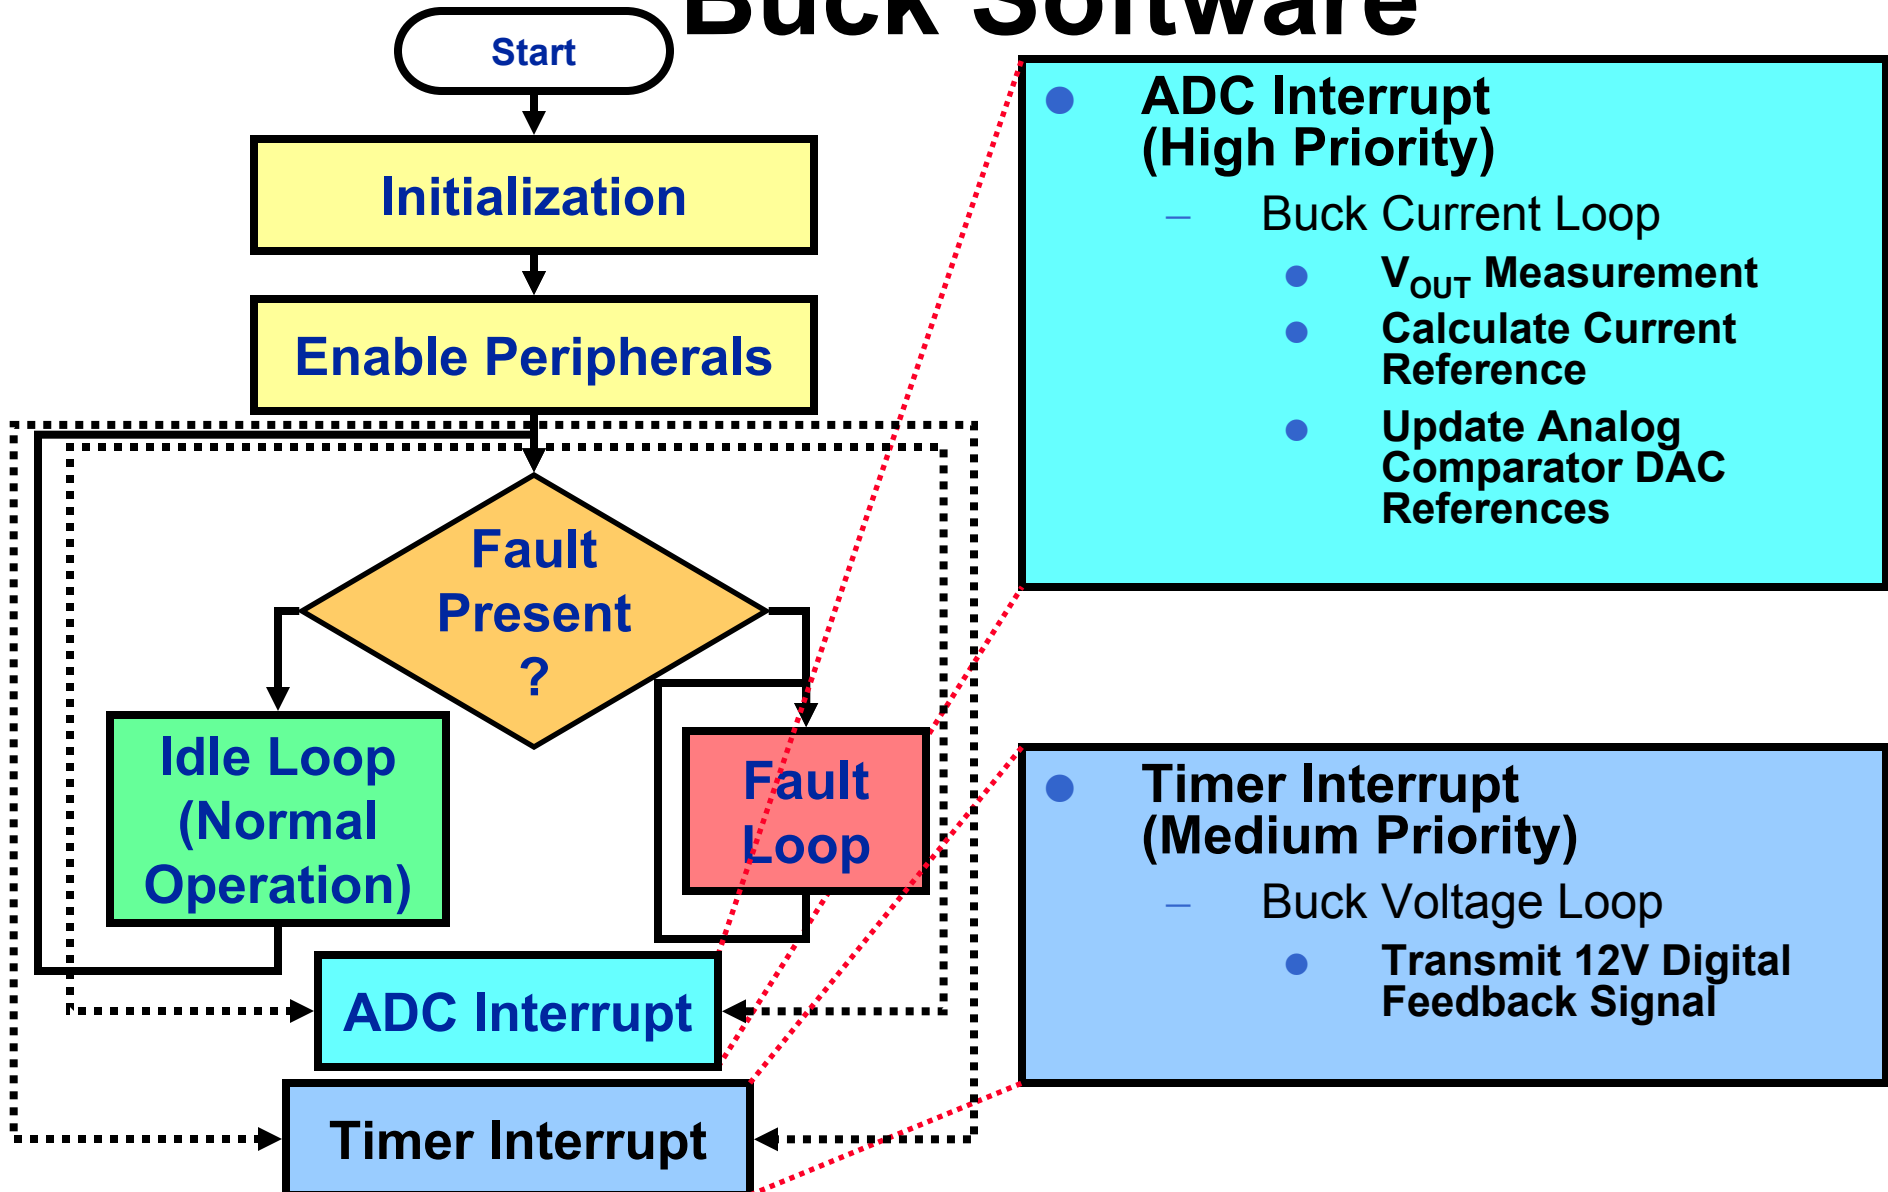 Buck Software
Start
Initialization
Enable Peripherals
Fault
Present
?
Idle Loop
(Normal
Operation)
Fault
Loop
ADC Interrupt
Timer Interrupt
● ADC Interrupt
(High Priority)
– Buck Current Loop
● VOUT Measurement
● Calculate Current
Reference
● Update Analog
Comparator DAC
References
● Timer Interrupt
(Medium Priority)
– Buck Voltage Loop
● Transmit 12V Digital
Feedback Signal